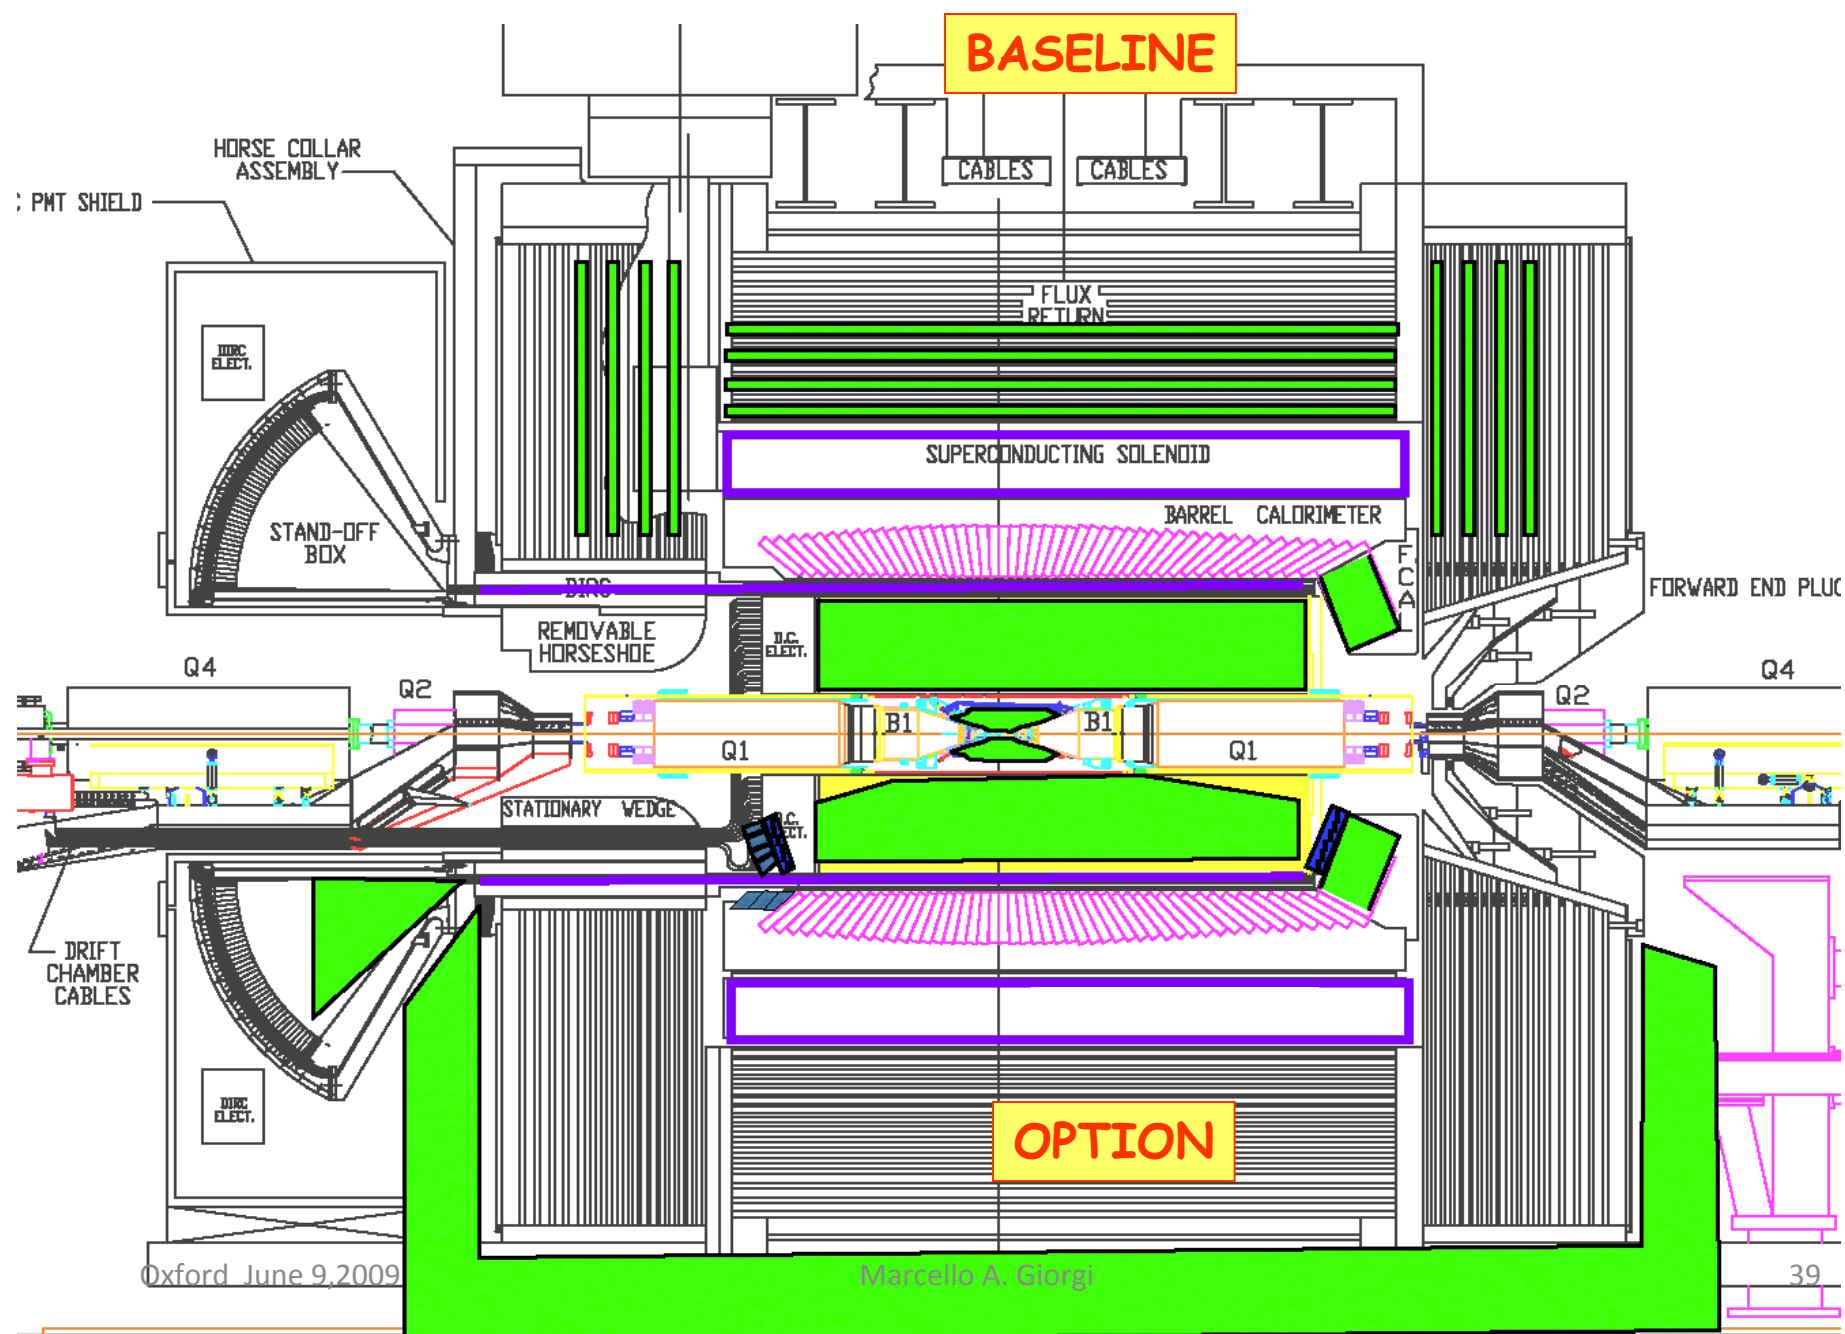 BASELINE
HORSE COLLAR
ASSEMBLY
CABLES
CABLES
C PMT SHIELD
FLUX
RETURN
DIRC
ELECT.
SUPERCONDUCTING SOLENOID
BARREL CALORIMETER
STAND-OFF
BOX
F.
C
A
L
DIRC
FORWARD END PLUG
REMOVABLE
HORSESHOE
D.C.
ELECT.
Q4
Q2
Q4
Q2
B1
B1
Q1
Q1
STATIONARY WEDGE
D.C.
ELECT.
DRIFT
CHAMBER
CABLES
DIRC
ELECT.
OPTION
Oxford June 9,2009
Marcello A. Giorgi
39